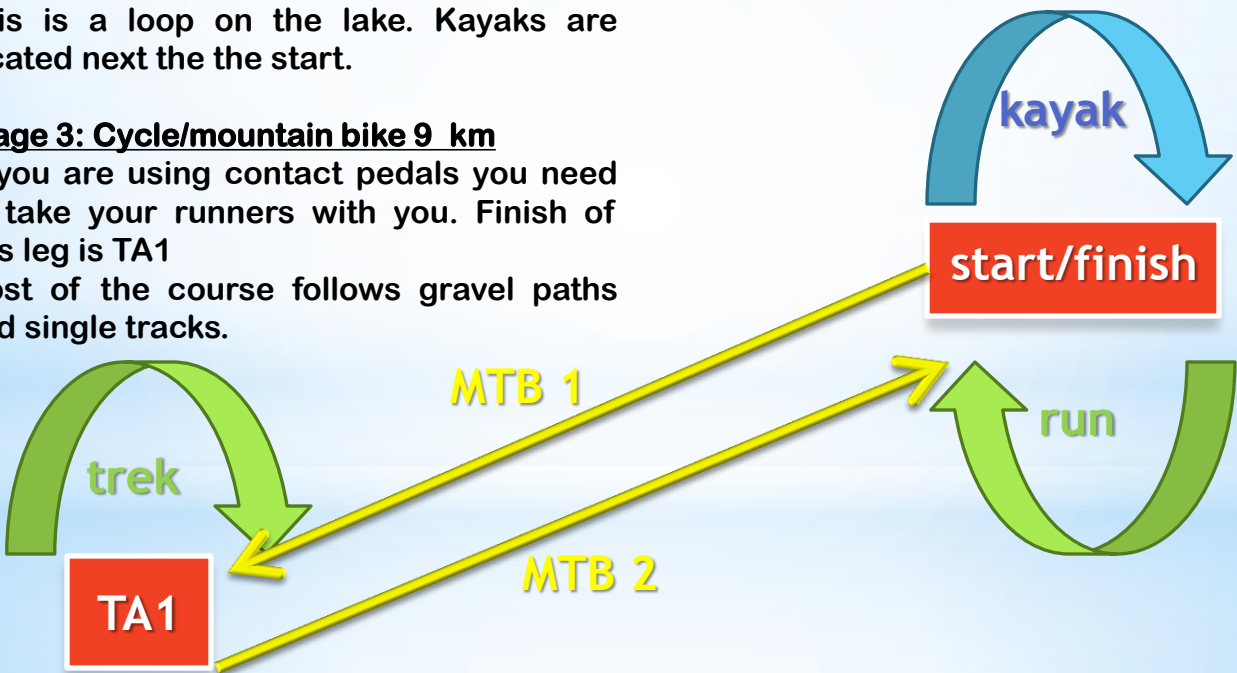 is is a loop on the lake. Kayaks are
cated next the the start.
age 3: Cycle/mountain bike 9 km
you are using contact pedals you need
take your runners with you. Finish of
s leg is TA1
ost of the course follows gravel paths
d single tracks.
kayak
start/finish
MTB 1
run
trek
MTB 2
TA1